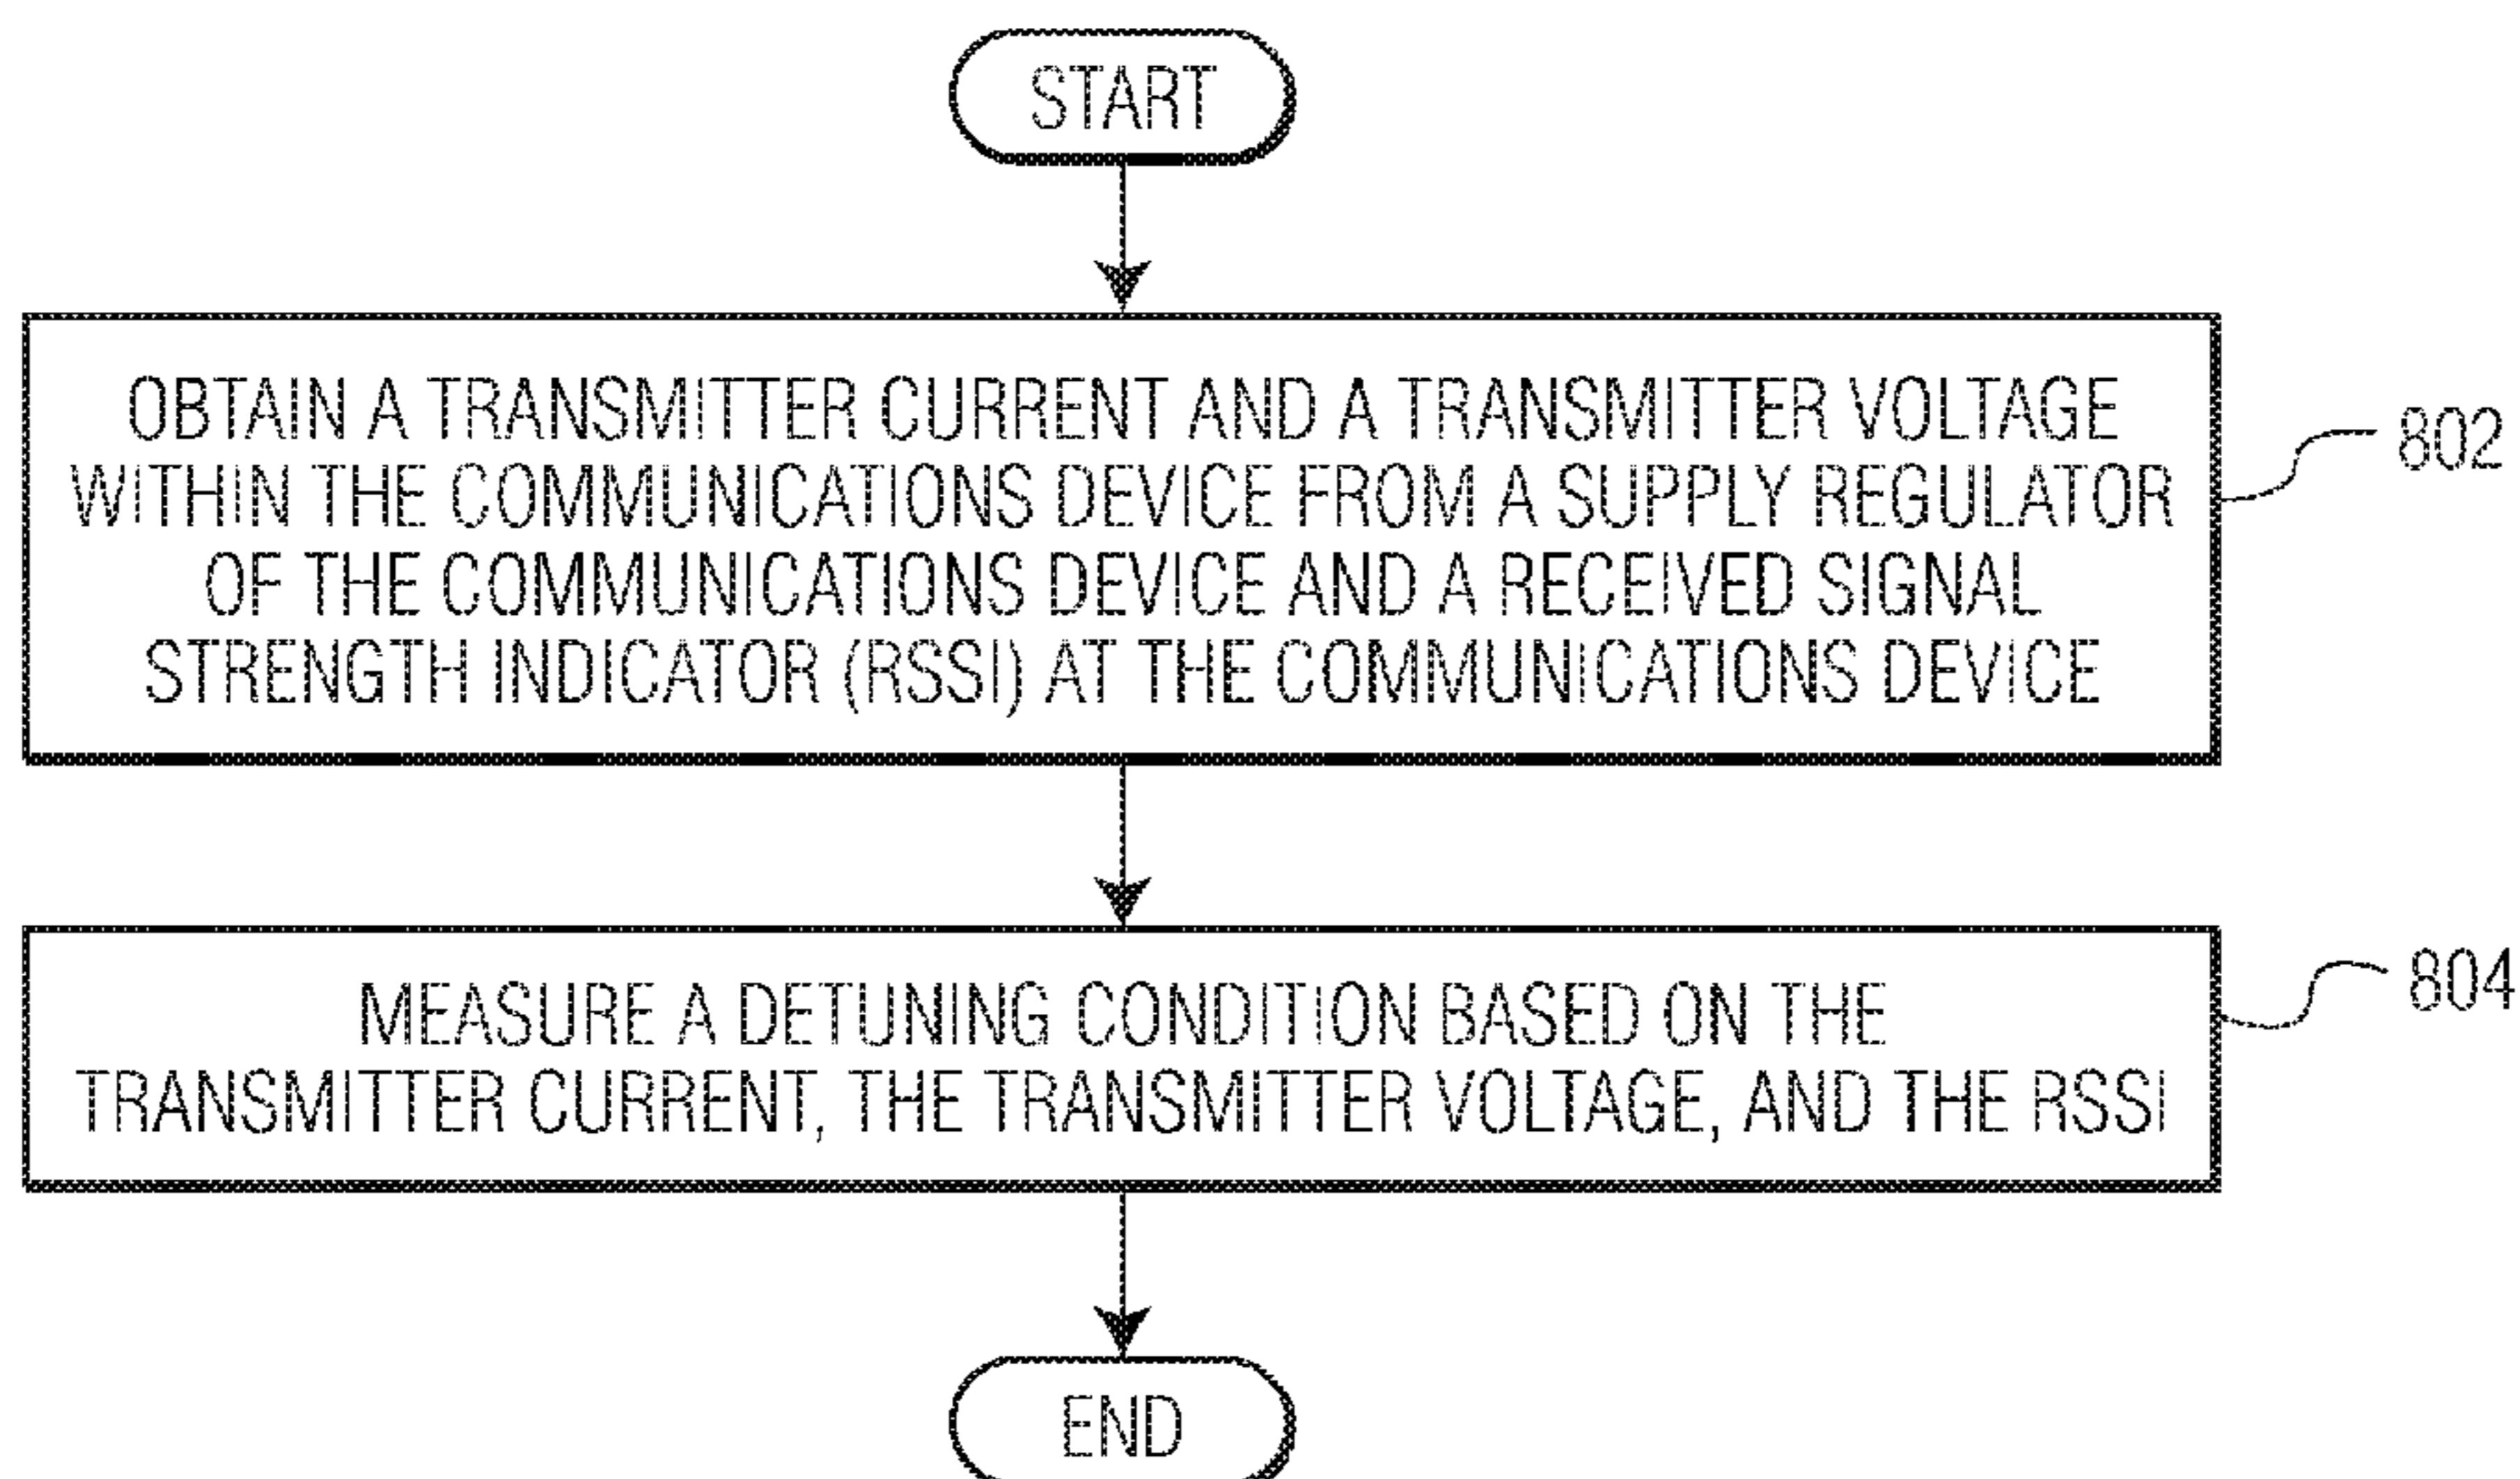 START
OBTAIN A TRANSMITTER CURRENT AND A TRANSMITTER VOLTAGE
WITHIN THE COMMUNICATIONS DEVICE FROM A SUPPLY REGULATOR
OF THE COMMUNICATIONS DEVICE AND A RECEIVED SIGNAL
STRENGTH INDICATOR (RSSI) AT THE COMMUNICATIONS DEVICE
802
MEASURE A DETUNING CONDITION BASED ON THE
TRANSMITTER CURRENT, THE TRANSMITTER VOLTAGE, AND THE RSSI
804
END